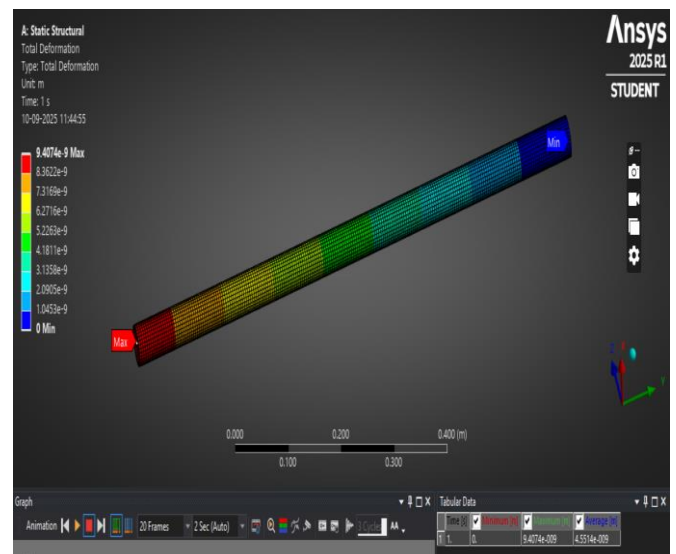 A: Static Structural
Total Deformation
Type: Total Deformation
Unit: m
Time: 1 s
10-09-2025 11:44:55
9.4074e-9 Max
8.3622e-9
7.3169e-9
6.2716e-9
5.2263e-9
4.1811e-9
3.1358e-9
2.0905e-9
1.0453e-9
0 Min
Ansys
2025 R1
STUDENT
Min
Max
0.000 0.200 0.400 (m)
0.100 0.300
Z X Y
Graph
Animation 20 Frames 2 Sec (Auto) 3 Cycles
Tabular Data
Time [s] Minimum [m] Maximum [m] Average [m]
1 1. 0. 9.4074e-009 4.5514e-009